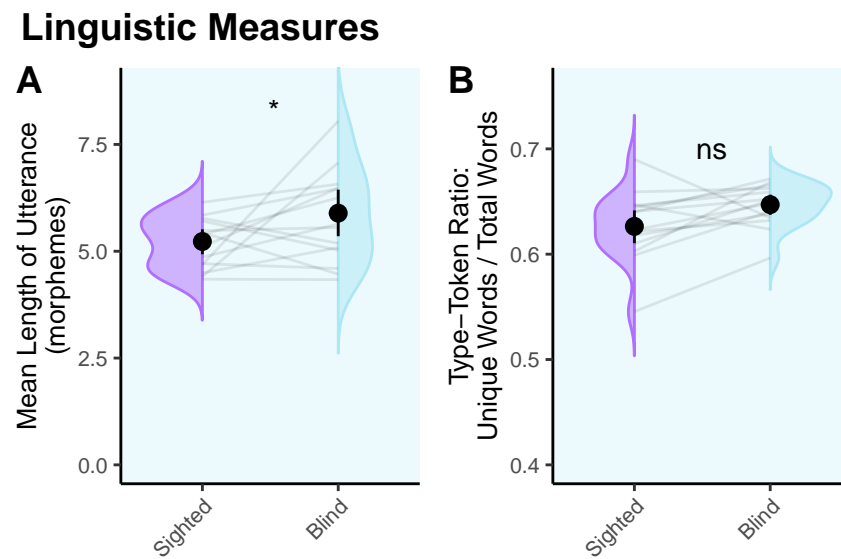 Linguistic Measures
A
Mean Length of Utterance
(morphemes)
7.5
5.0
2.5
0.0
*
Sighted
Blind
B
Type−Token Ratio:
Unique Words / Total Words
0.7
0.6
0.5
0.4
ns
Sighted
Blind